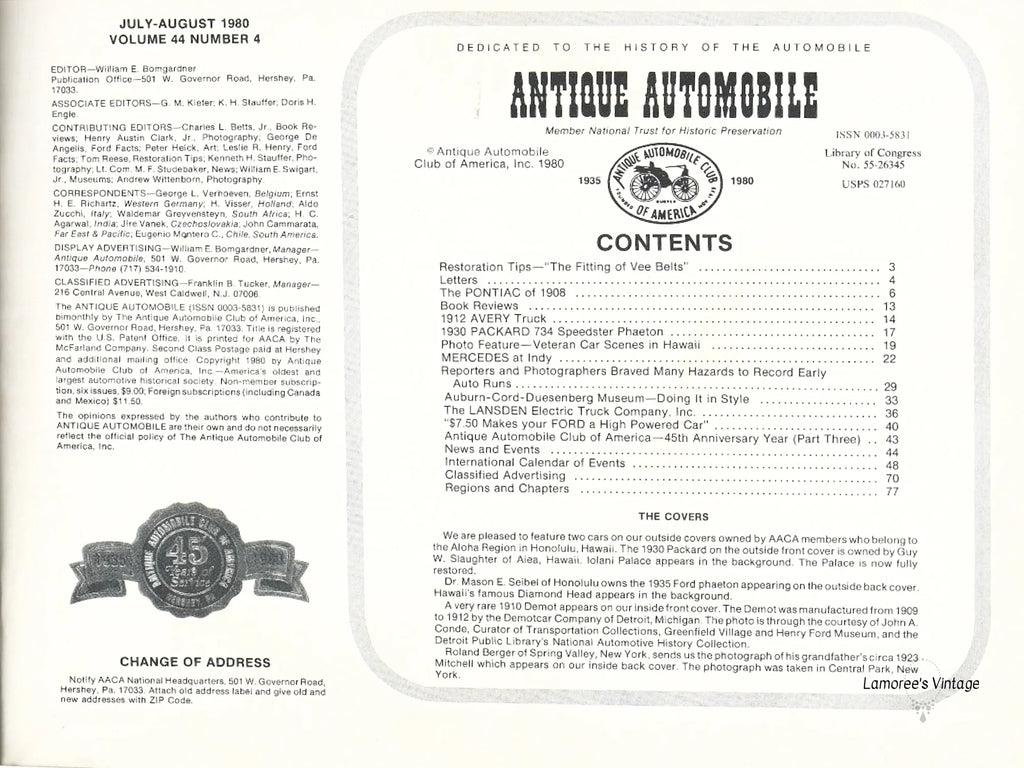 JULY-AUGUST 1980
VOLUME 44 NUMBER 4
EDITOR—William E. Bomgardner
Publication Office—501 W. Governor Road, Hershey, Pa.
17033.
ASSOCIATE EDITORS—G. M. Kiefer; K. H. Stauffer; Doris H.
Engle.
CONTRIBUTING EDITORS—Charles L. Betts, Jr., Book Re-
views; Henry Austin Clark, Jr., Photography; George De
Angelis, Ford Facts; Peter Helck, Art; Leslie R. Henry, Ford
Facts; Tom Reese, Restoration Tips; Kenneth H. Stauffer, Pho-
tography; Lt. Com. M. F. Studebaker, News; William E. Swigart,
Jr., Museums; Andrew Wittenborn, Photography.
CORRESPONDENTS—George L. Verhoeven, Belgium; Ernst
H. E. Richartz, Western Germany; H. Visser, Holland; Aldo
Zucchi, Italy; Waldemar Greyvensteyn, South Africa; H. C.
Agarwal, India; Jire Vanek, Czechoslovakia; John Cammarata,
Far East & Pacific; Eugenio Montero C., Chile, South America.
DISPLAY ADVERTISING—William E. Bomgardner, Manager—
Antique Automobile, 501 W. Governor Road, Hershey, Pa.
17033—Phone (717) 534-1910.
CLASSIFIED ADVERTISING—Franklin B. Tucker, Manager—
216 Central Avenue, West Caldwell, N.J. 07006.
The ANTIQUE AUTOMOBILE (ISSN 0003-5831) is published
bimonthly by The Antique Automobile Club of America, Inc.,
501 W. Governor Road, Hershey, Pa. 17033. Title is registered
with the U.S. Patent Office. It is printed for AACA by The
McFarland Company. Second Class Postage paid at Hershey
and additional mailing office. Copyright 1980 by Antique
Automobile Club of America, Inc.—America's oldest and
largest automotive historical society. Non-member subscrip-
tion, six issues, $9.00; Foreign subscriptions (including Canada
and Mexico) $11.50.
The opinions expressed by the authors who contribute to
ANTIQUE AUTOMOBILE are their own and do not necessarily
reflect the official policy of The Antique Automobile Club of
America, Inc.
ANTIQUE AUTOMOBILE CLUB OF AMERICA
1935
45
Years of
Service
HERSHEY, PA
CHANGE OF ADDRESS
Notify AACA National Headquarters, 501 W. Governor Road,
Hershey, Pa. 17033. Attach old address label and give old and
new addresses with ZIP Code.
DEDICATED TO THE HISTORY OF THE AUTOMOBILE
ANTIQUE AUTOMOBILE
Member National Trust for Historic Preservation
© Antique Automobile
Club of America, Inc. 1980
ISSN 0003-5831
Library of Congress
No. 55-26345
USPS 027160
1935
ANTIQUE AUTOMOBILE CLUB
OF AMERICA
1980
CONTENTS
Restoration Tips—"The Fitting of Vee Belts" .......... 3
Letters .......... 4
The PONTIAC of 1908 .......... 6
Book Reviews .......... 13
1912 AVERY Truck .......... 14
1930 PACKARD 734 Speedster Phaeton .......... 17
Photo Feature—Veteran Car Scenes in Hawaii .......... 19
MERCEDES at Indy .......... 22
Reporters and Photographers Braved Many Hazards to Record Early
Auto Runs .......... 29
Auburn-Cord-Duesenberg Museum—Doing It in Style .......... 33
The LANSDEN Electric Truck Company, Inc. .......... 36
"$7.50 Makes your FORD a High Powered Car" .......... 40
Antique Automobile Club of America—45th Anniversary Year (Part Three) .. 43
News and Events .......... 44
International Calendar of Events .......... 48
Classified Advertising .......... 70
Regions and Chapters .......... 77
THE COVERS
We are pleased to feature two cars on our outside covers owned by AACA members who belong to
the Aloha Region in Honolulu, Hawaii. The 1930 Packard on the outside front cover is owned by Guy
W. Slaughter of Aiea, Hawaii. Iolani Palace appears in the background. The Palace is now fully
restored.
Dr. Mason E. Seibel of Honolulu owns the 1935 Ford phaeton appearing on the outside back cover.
Hawaii's famous Diamond Head appears in the background.
A very rare 1910 Demot appears on our inside front cover. The Demot was manufactured from 1909
to 1912 by the Demotcar Company of Detroit, Michigan. The photo is through the courtesy of John A.
Conde, Curator of Transportation Collections, Greenfield Village and Henry Ford Museum, and the
Detroit Public Library's National Automotive History Collection.
Roland Berger of Spring Valley, New York, sends us the photograph of his grandfather's circa 1923
Mitchell which appears on our inside back cover. The photograph was taken in Central Park, New
York.
Lamoree's Vintage